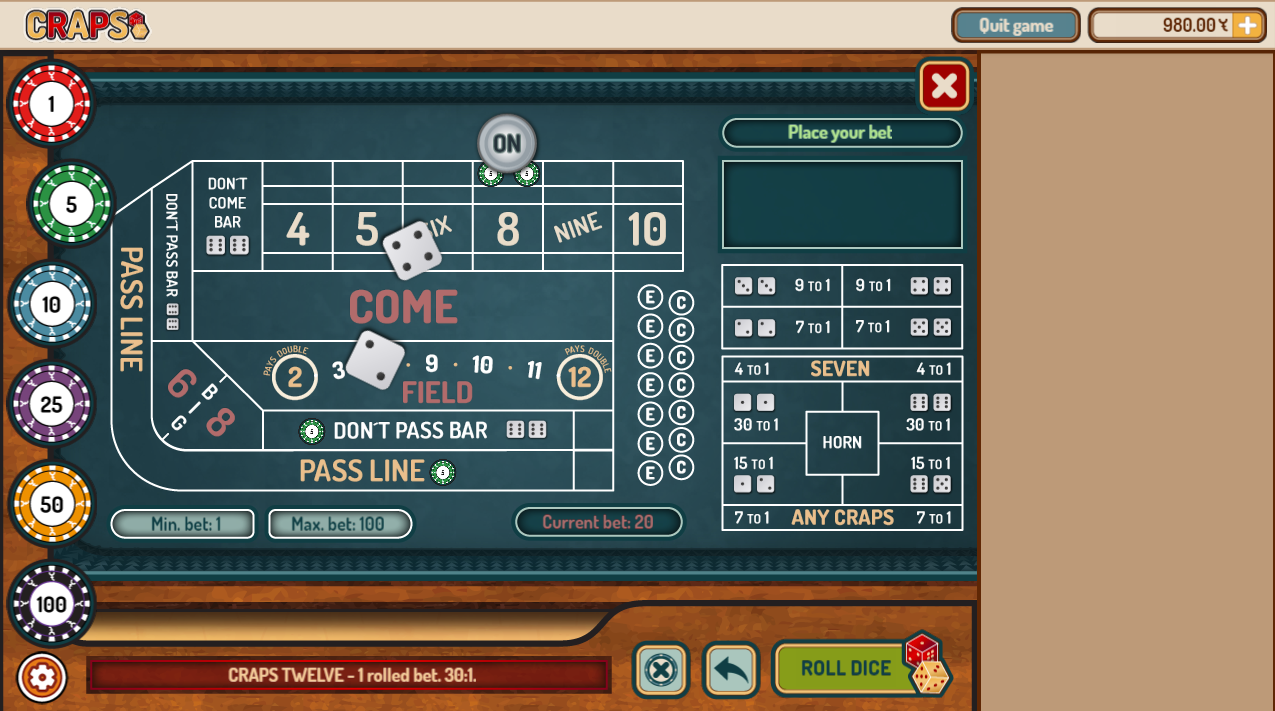 CRAPS
Quit game
980.00
1
5
10
25
50
100
Place your bet
ON
DON'T
COME
BAR
DON'T PASS BAR
PASS LINE
4
5
IX
8
NINE
10
COME
PAYS DOUBLE
2
3
· 9 · 10 · 11
PAYS DOUBLE
12
FIELD
6
8
B
I
G
DON'T PASS BAR
PASS LINE
E C
E C
E C
E C
E C
E C
E C
9 TO 1
9 TO 1
7 TO 1
7 TO 1
4 TO 1 SEVEN 4 TO 1
30 TO 1
30 TO 1
HORN
15 TO 1
15 TO 1
7 TO 1 ANY CRAPS 7 TO 1
Min. bet: 1
Max. bet: 100
Current bet: 20
CRAPS TWELVE - 1 rolled bet. 30:1.
ROLL DICE